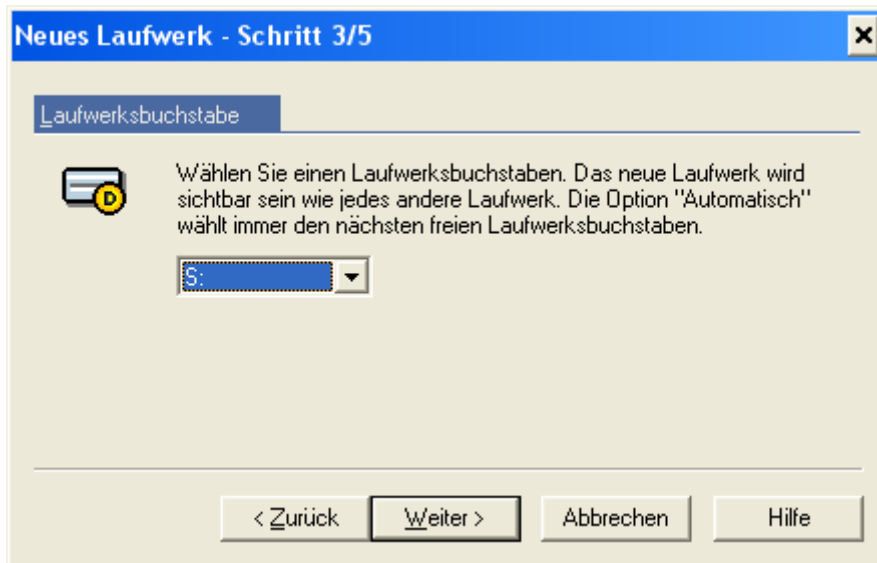 Neues Laufwerk - Schritt 3/5
Laufwerksbuchstabe
Wählen Sie einen Laufwerksbuchstaben. Das neue Laufwerk wird
sichtbar sein wie jedes andere Laufwerk. Die Option "Automatisch"
wählt immer den nächsten freien Laufwerksbuchstaben.
D
S:
< Zurück
Weiter >
Abbrechen
Hilfe